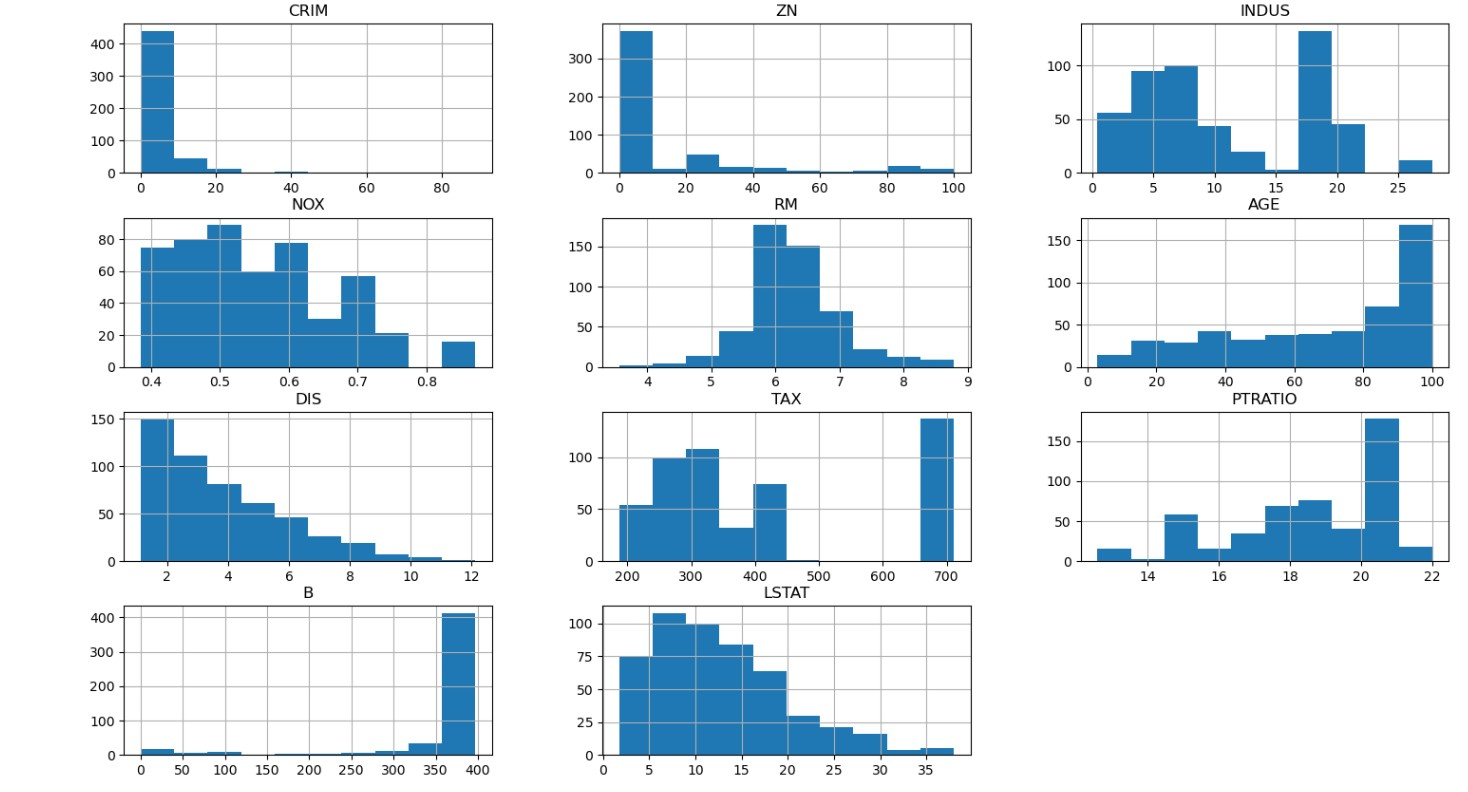 CRIM ZN INDUS
400 300 200 100 0
0 20 40 60 80
300 200 100 0
0 20 40 60 80 100
100 50 0
0 5 10 15 20 25
NOX RM AGE
80 60 40 20 0
0.4 0.5 0.6 0.7 0.8
150 100 50 0
4 5 6 7 8 9
150 100 50 0
0 20 40 60 80 100
DIS TAX PTRATIO
150 100 50 0
2 4 6 8 10 12
100 50 0
200 300 400 500 600 700
150 100 50 0
14 16 18 20 22
B LSTAT
400 300 200 100 0
0 50 100 150 200 250 300 350 400
100 75 50 25 0
0 5 10 15 20 25 30 35